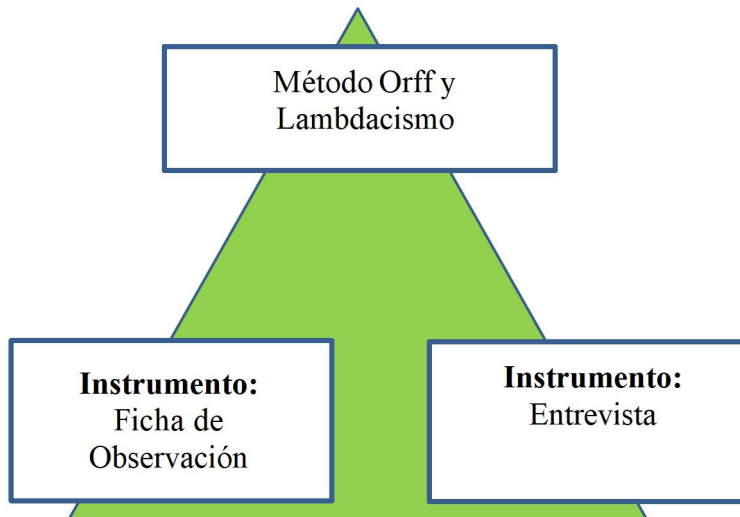 Método Orff y
Lambdacismo
Instrumento:
Ficha de
Observación
Instrumento:
Entrevista